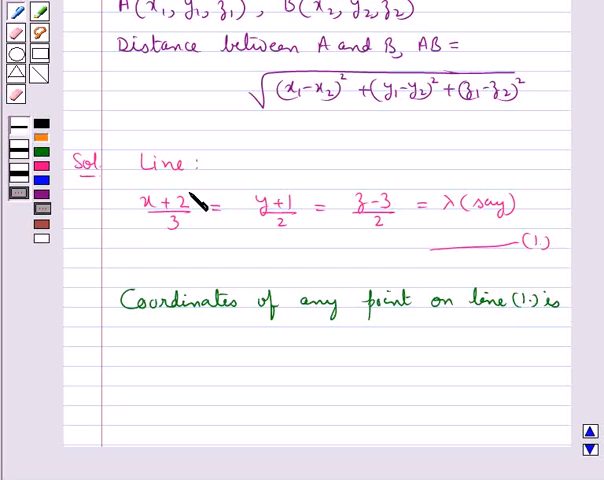 A(x₁, y₁, z₁) , B(x₂, y₂, z₂)
Distance between A and B, AB =
√(x₁-x₂)² + (y₁-y₂)² + (z₁-z₂)²
Sol. Line :
x+2/3 = y+1/2 = z-3/2 = λ (say)
(1.)
Coordinates of any point on line (1.) is